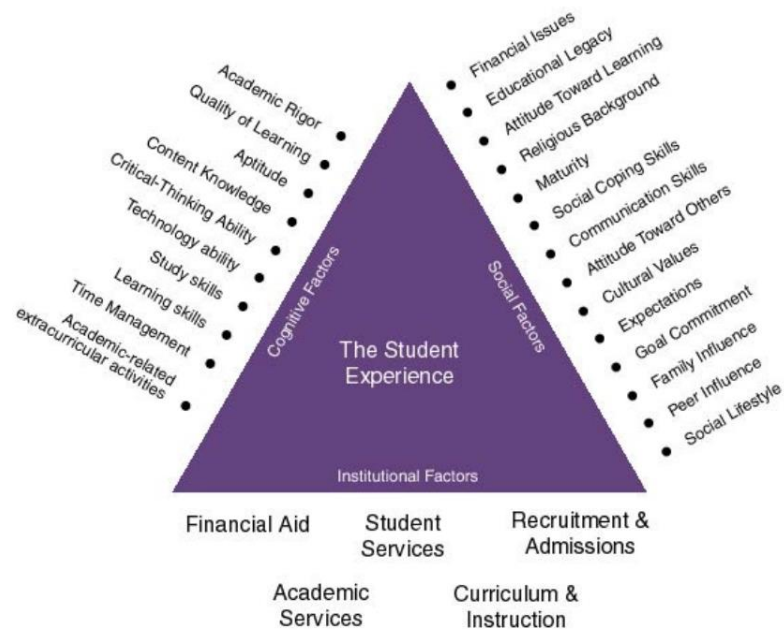 Academic Rigor
Quality of Learning
Aptitude
Content Knowledge
Critical-Thinking Ability
Technology ability
Study skills
Learning skills
Time Management
Academic-related
extracurricular activities
Cognitive Factors
Financial Issues
Educational Legacy
Attitude Toward Learning
Religious Background
Maturity
Social Coping Skills
Communication Skills
Attitude Toward Others
Cultural Values
Expectations
Goal Commitment
Family Influence
Peer Influence
Social Lifestyle
Social Factors
The Student
Experience
Institutional Factors
Financial Aid
Student
Services
Recruitment &
Admissions
Academic
Services
Curriculum &
Instruction